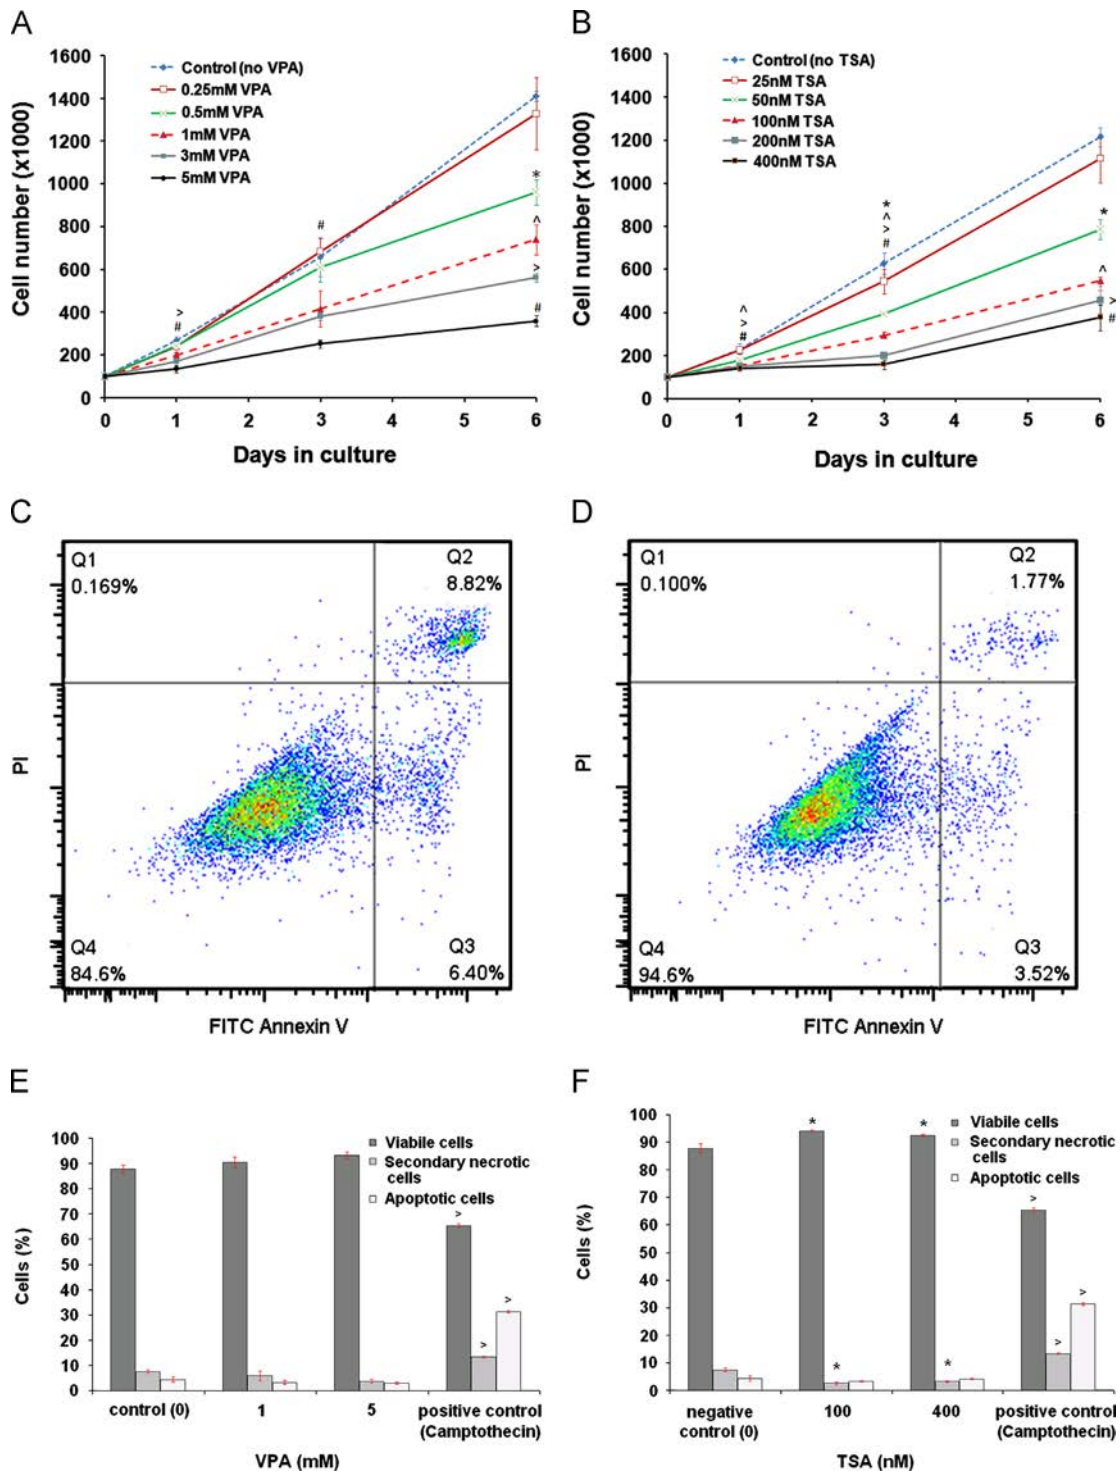 A
1600
1400
1200
1000
800
600
400
200
0
Cell number (x1000)
Control (no VPA)
0.25mM VPA
0.5mM VPA
1mM VPA
3mM VPA
5mM VPA
>
#
#
*
^
>
#
0 1 2 3 4 5 6
Days in culture
B
1600
1400
1200
1000
800
600
400
200
0
Cell number (x1000)
Control (no TSA)
25nM TSA
50nM TSA
100nM TSA
200nM TSA
400nM TSA
^
>
#
*
^
>
#
*
^
>
#
0 1 2 3 4 5 6
Days in culture
C
Q1
0.169%
Q2
8.82%
PI
Q4
84.6%
Q3
6.40%
FITC Annexin V
D
Q1
0.100%
Q2
1.77%
PI
Q4
94.6%
Q3
3.52%
FITC Annexin V
E
100
90
80
70
60
50
40
30
20
10
0
Cells (%)
Viabile cells
Secondary necrotic
cells
Apoptotic cells
>
>
>
control (0) 1 5 positive control
(Camptothecin)
VPA (mM)
F
100
90
80
70
60
50
40
30
20
10
0
Cells (%)
Viabile cells
Secondary necrotic
cells
Apoptotic cells
*
*
*
*
>
>
>
negative 100 400 positive control
control (0) (Camptothecin)
TSA (nM)